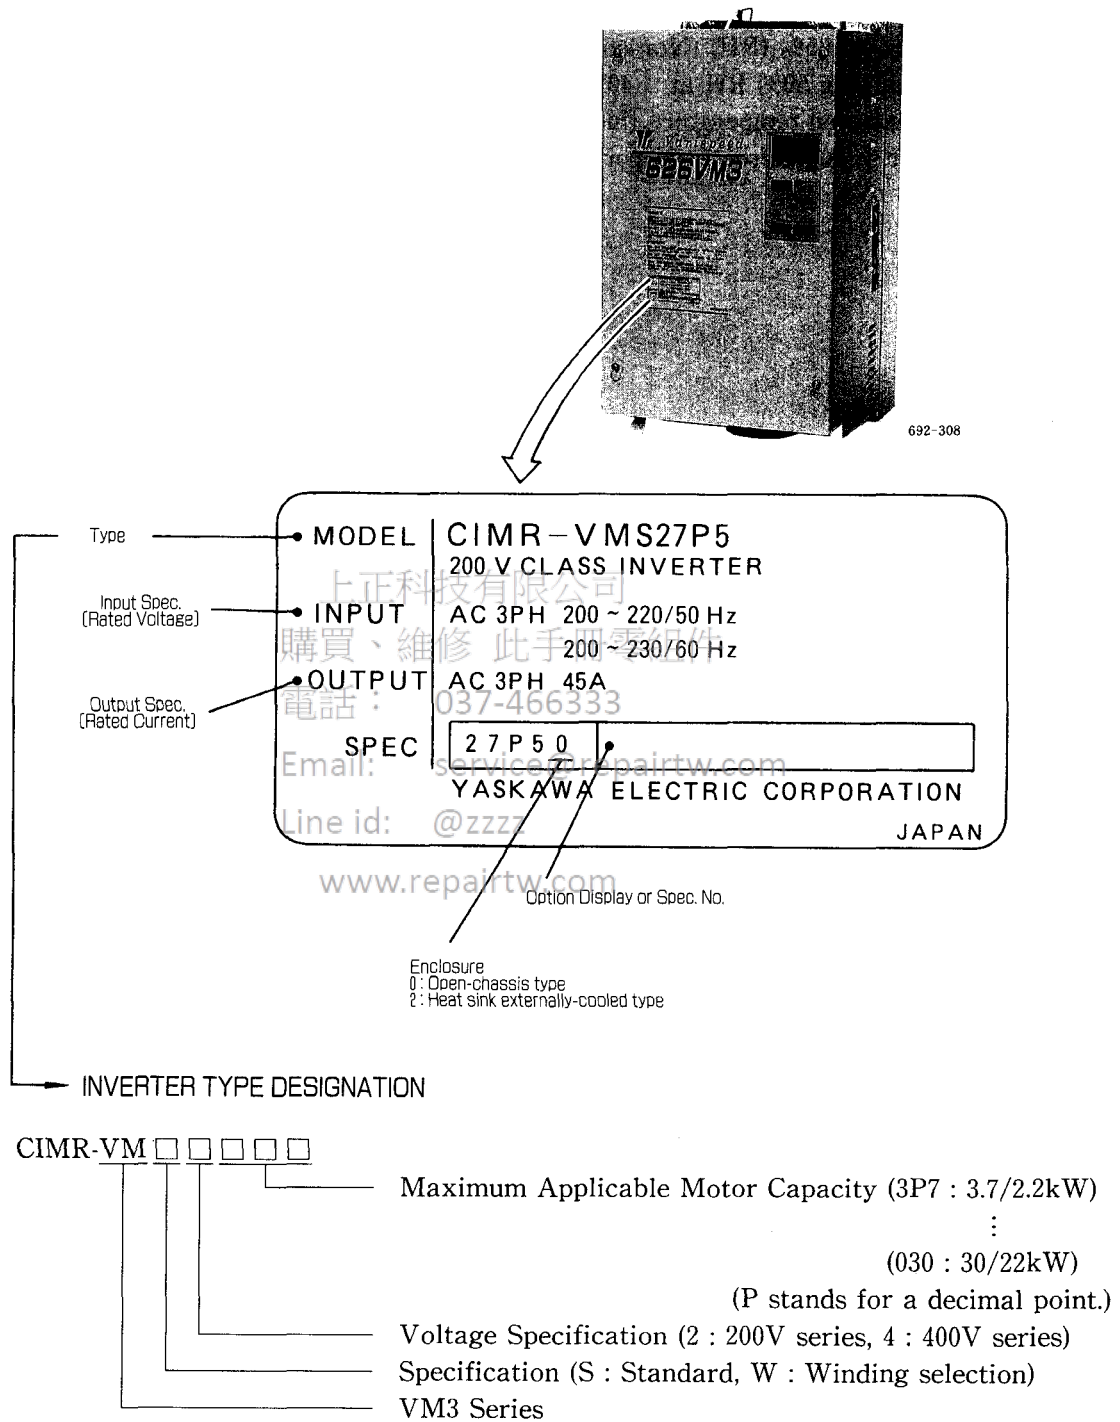 Varispeed
626VM3
692-308
Type
MODEL
CIMR-VMS27P5
200 V CLASS INVERTER
上正科技有限公司
Input Spec.
(Rated Voltage)
INPUT
AC 3PH 200 ~ 220/50 Hz
購買、維修 此手冊零組件
200 ~ 230/60 Hz
OUTPUT
AC 3PH 45A
Output Spec.
(Rated Current)
電話： 037-466333
SPEC
27P50
Email: service@repairtw.com
YASKAWA ELECTRIC CORPORATION
Line id: @zzzz
JAPAN
www.repairtw.com
Option Display or Spec. No.
Enclosure
0 : Open-chassis type
2 : Heat sink externally-cooled type
INVERTER TYPE DESIGNATION
CIMR-VM □ □ □ □ □
Maximum Applicable Motor Capacity (3P7 : 3.7/2.2kW)
⋮
(030 : 30/22kW)
(P stands for a decimal point.)
Voltage Specification (2 : 200V series, 4 : 400V series)
Specification (S : Standard, W : Winding selection)
VM3 Series